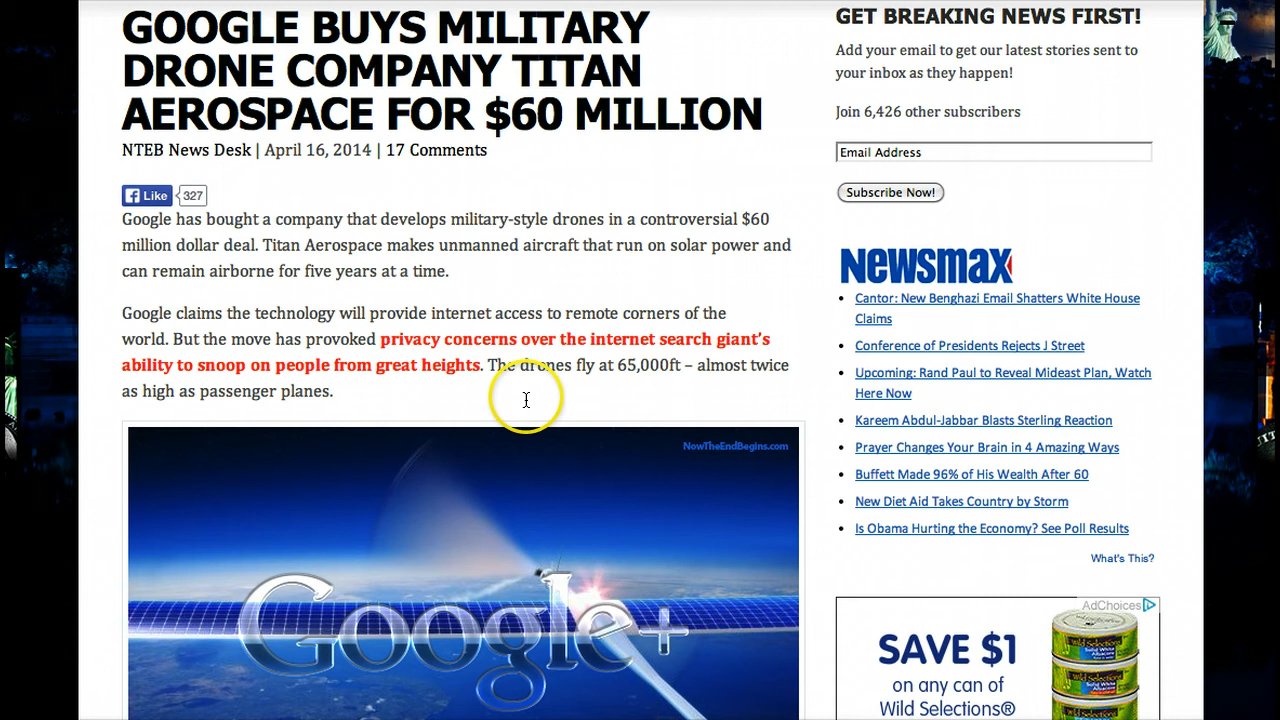 GOOGLE BUYS MILITARY
DRONE COMPANY TITAN
AEROSPACE FOR $60 MILLION
NTEB News Desk | April 16, 2014 | 17 Comments
Like 327
Google has bought a company that develops military-style drones in a controversial $60
million dollar deal. Titan Aerospace makes unmanned aircraft that run on solar power and
can remain airborne for five years at a time.
Google claims the technology will provide internet access to remote corners of the
world. But the move has provoked privacy concerns over the internet search giant's
ability to snoop on people from great heights. The drones fly at 65,000ft – almost twice
as high as passenger planes.
NowTheEndBegins.com
Google+
GET BREAKING NEWS FIRST!
Add your email to get our latest stories sent to
your inbox as they happen!
Join 6,426 other subscribers
Email Address
Subscribe Now!
Newsmax
Cantor: New Benghazi Email Shatters White House
Claims
Conference of Presidents Rejects J Street
Upcoming: Rand Paul to Reveal Mideast Plan, Watch
Here Now
Kareem Abdul-Jabbar Blasts Sterling Reaction
Prayer Changes Your Brain in 4 Amazing Ways
Buffett Made 96% of His Wealth After 60
New Diet Aid Takes Country by Storm
Is Obama Hurting the Economy? See Poll Results
What's This?
AdChoices
SAVE $1
on any can of
Wild Selections®
Wild Selections
Solid White
Albacore
Wild Selections